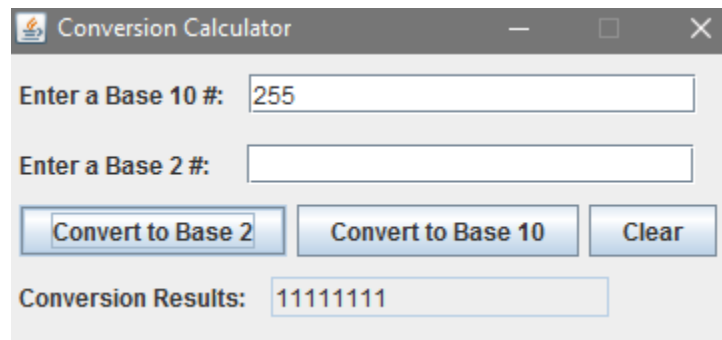 Conversion Calculator
Enter a Base 10 #: 255
Enter a Base 2 #:
Convert to Base 2 Convert to Base 10 Clear
Conversion Results: 11111111